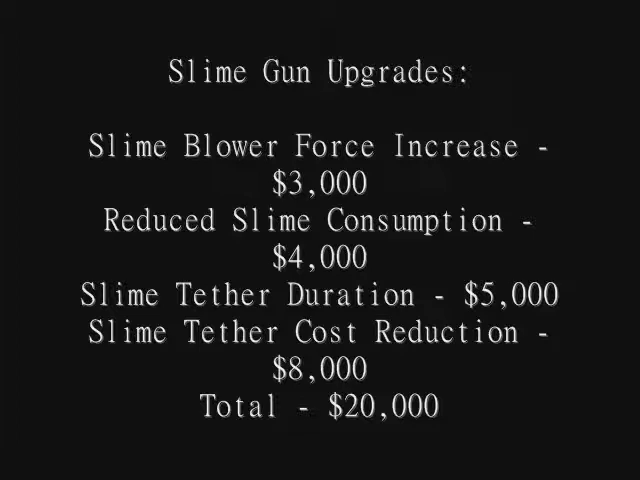 Slime Gun Upgrades:
Slime Blower Force Increase -
$3,000
Reduced Slime Consumption -
$4,000
Slime Tether Duration - $5,000
Slime Tether Cost Reduction -
$8,000
Total - $20,000